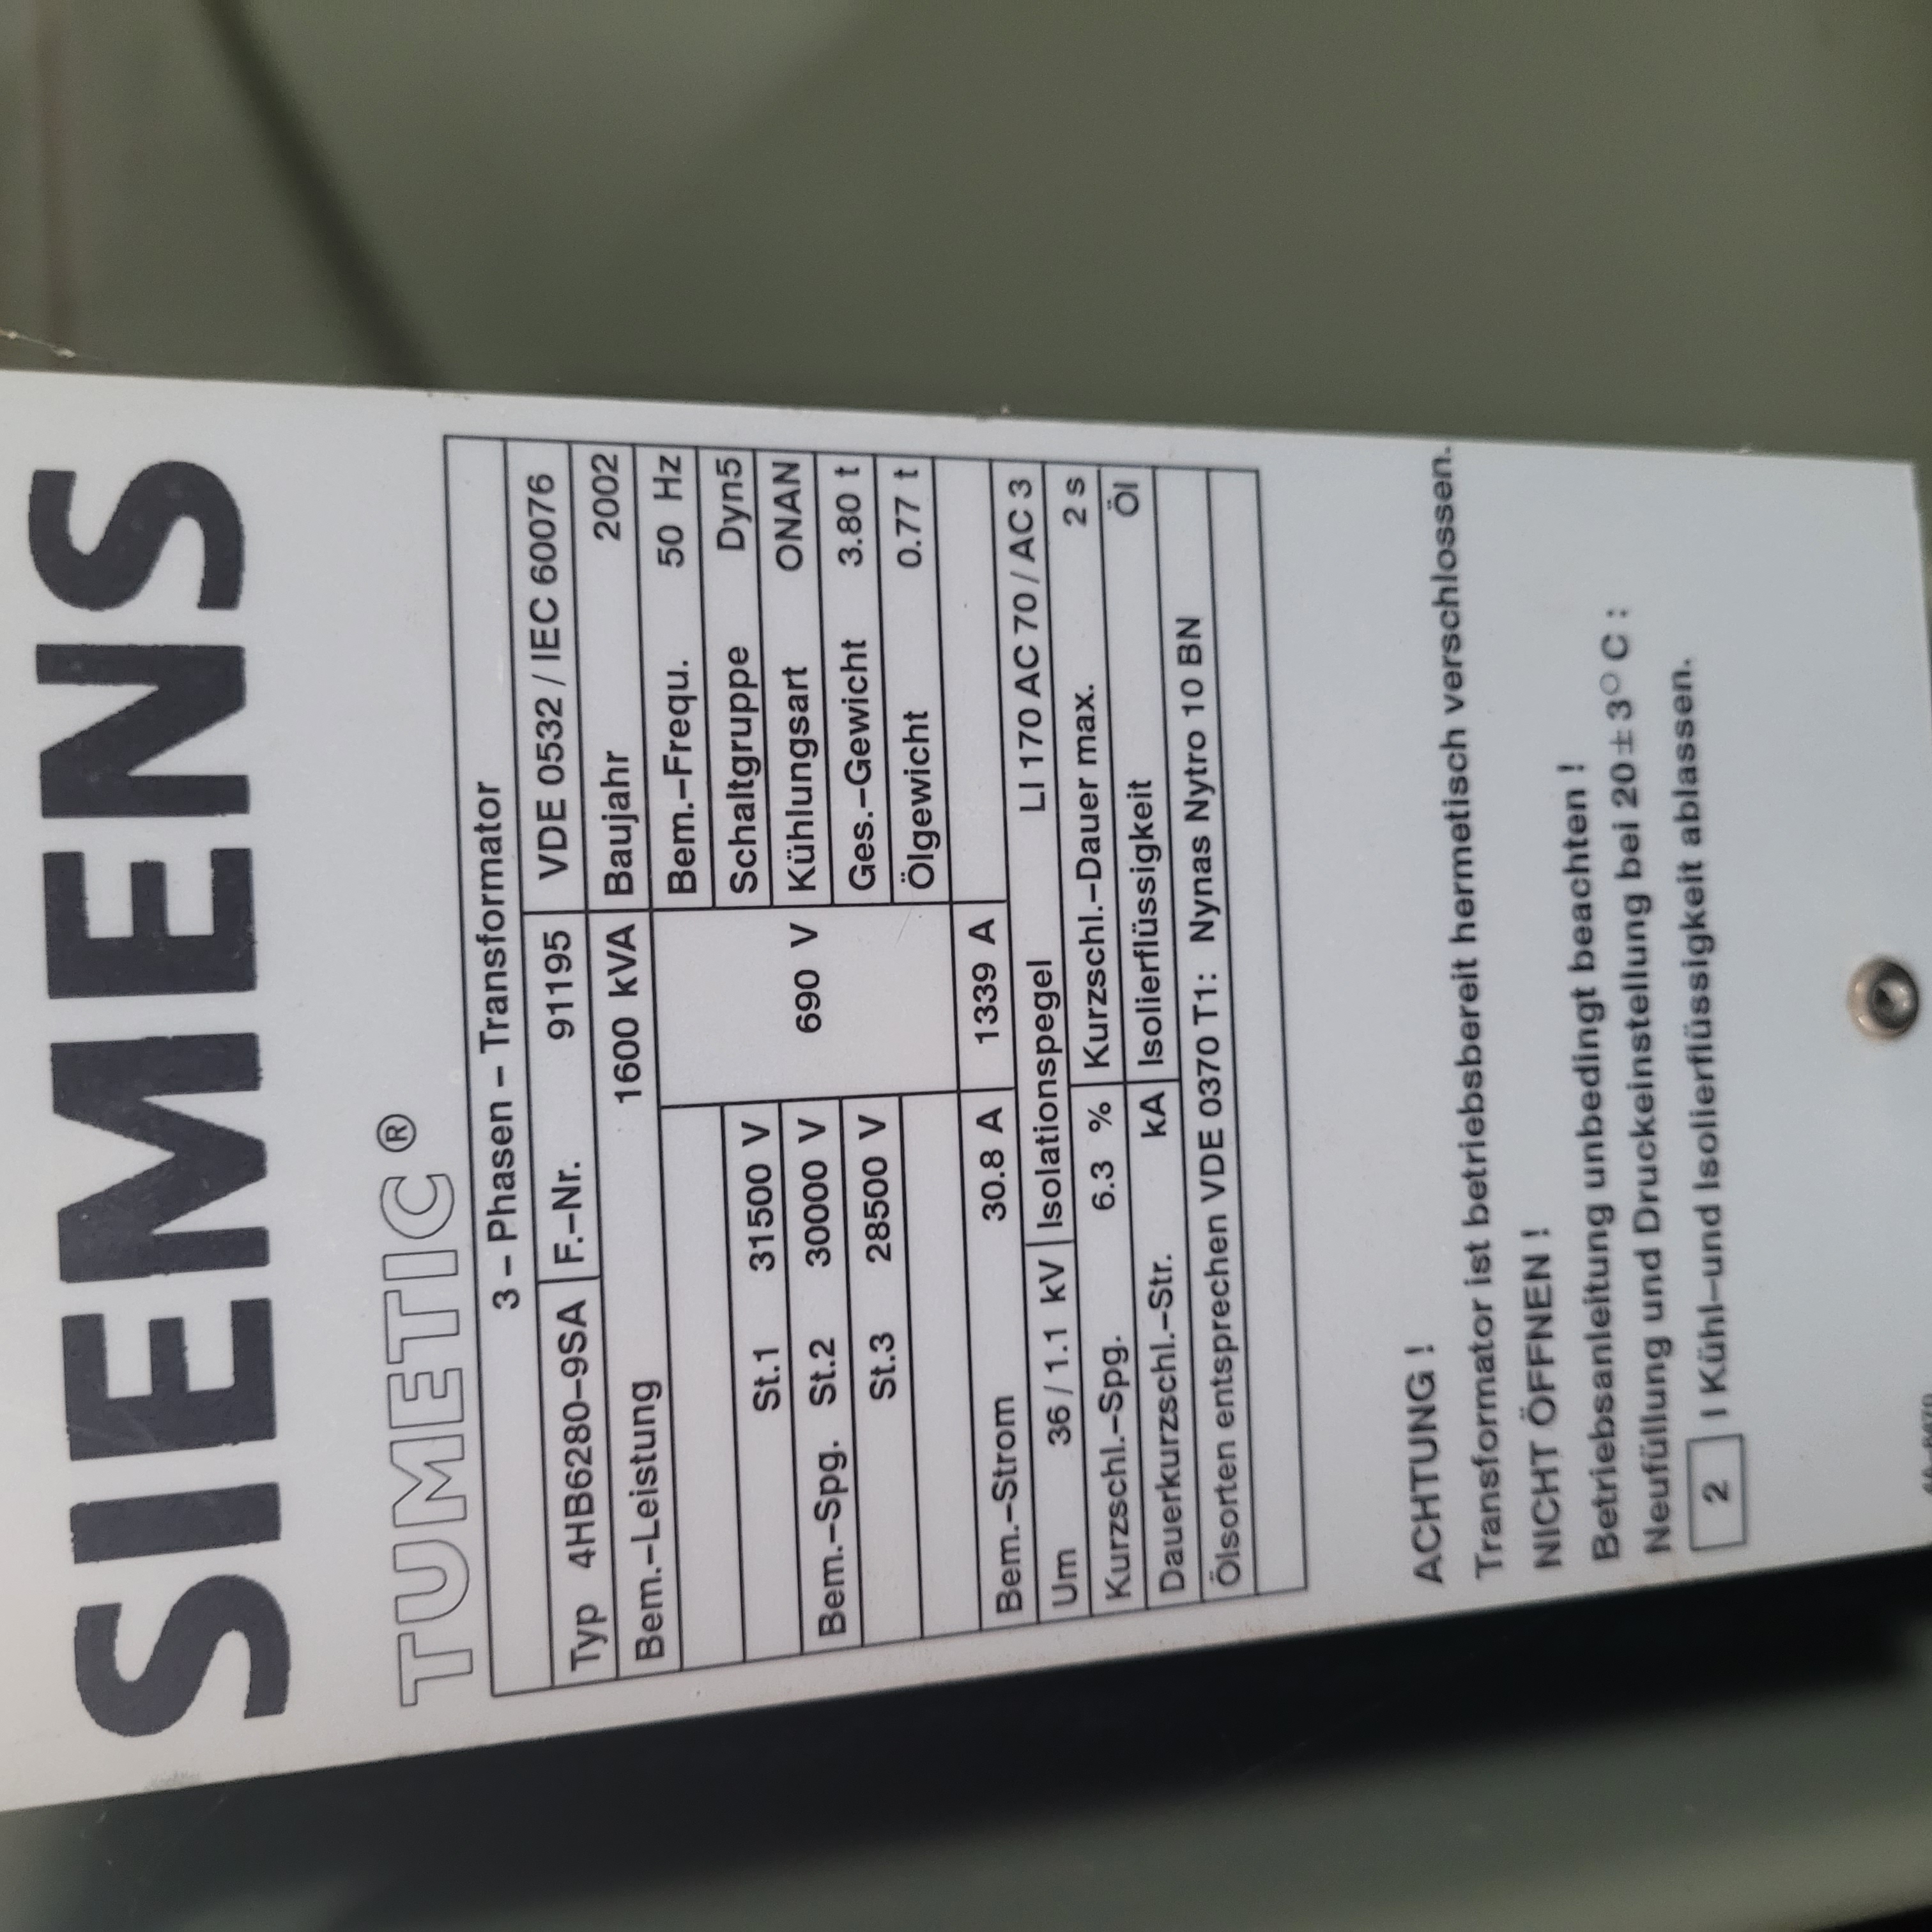 SIEMENS
TUMETIC®
3 – Phasen – Transformator
Typ 4HB6280–9SA F.–Nr. 91195 VDE 0532 / IEC 60076
Bem.–Leistung 1600 kVA Baujahr 2002
Bem.–Frequ. 50 Hz
St.1 31500 V Schaltgruppe Dyn5
Bem.–Spg. St.2 30000 V 690 V Kühlungsart ONAN
St.3 28500 V Ges.–Gewicht 3.80 t
Ölgewicht 0.77 t
Bem.–Strom 30.8 A 1339 A
Um 36 / 1.1 kV Isolationspegel LI 170 AC 70 / AC 3
Kurzschl.–Spg. 6.3 % Kurzschl.–Dauer max. 2 s
Dauerkurzschl.–Str. kA Isolierflüssigkeit Öl
Ölsorten entsprechen VDE 0370 T1: Nynas Nytro 10 BN
ACHTUNG !
Transformator ist betriebsbereit hermetisch verschlossen.
NICHT ÖFFNEN !
Betriebsanleitung unbedingt beachten !
Neufüllung und Druckeinstellung bei 20 ± 3° C :
2 l Kühl–und Isolierflüssigkeit ablassen.